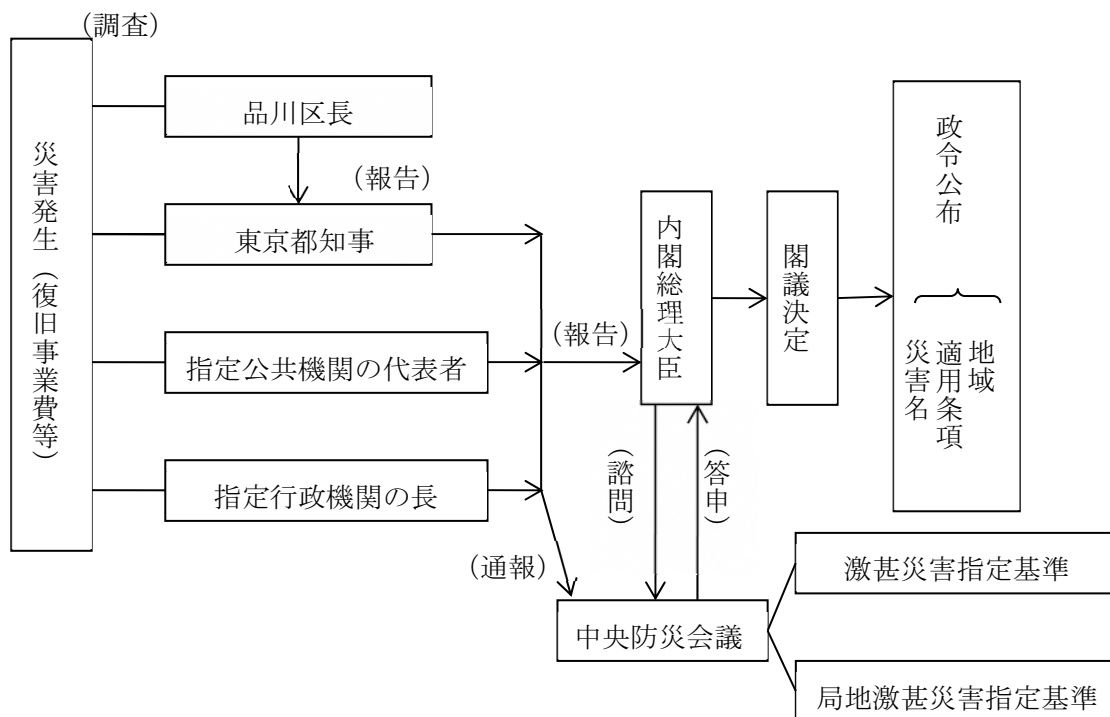 （調査）
災害発生（復旧事業費等）
品川区長
（報告）
東京都知事
指定公共機関の代表者
指定行政機関の長
（報告）
（通報）
内閣総理大臣
閣議決定
政令公布
地域
適用条項
災害名
（諮問）
（答申）
中央防災会議
激甚災害指定基準
局地激甚災害指定基準